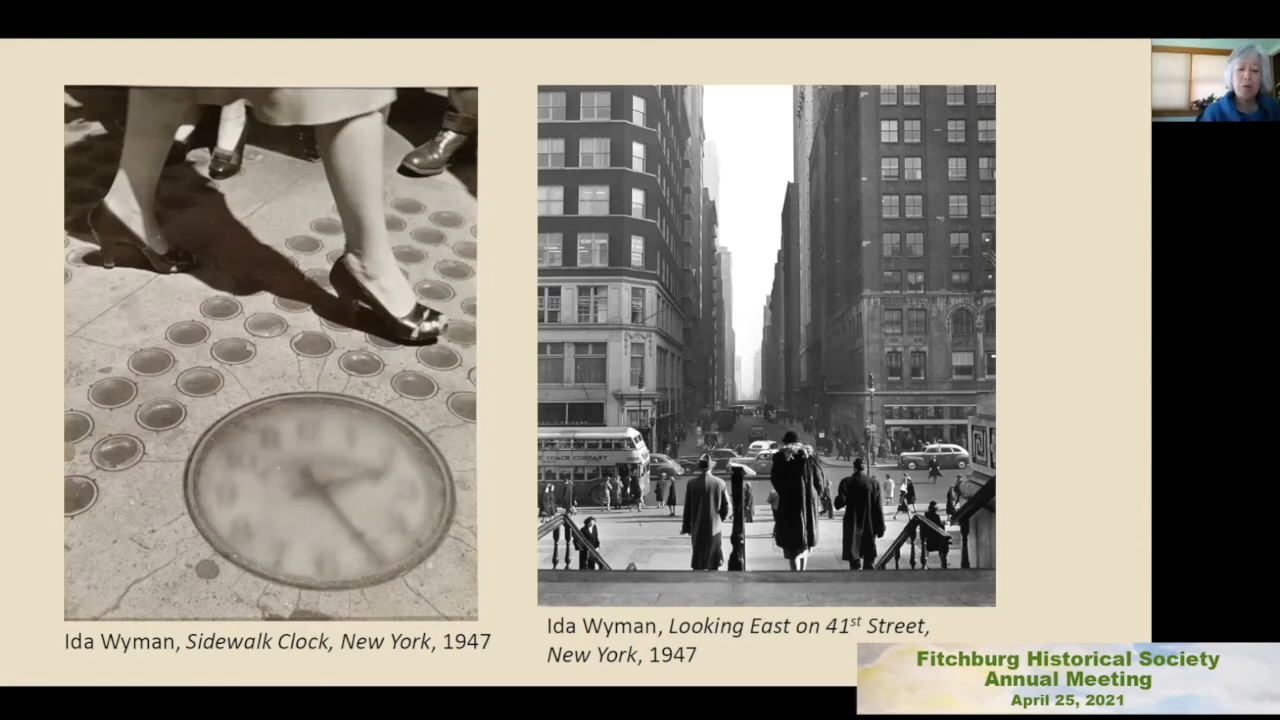 COACH COMPANY
Ida Wyman, Sidewalk Clock, New York, 1947
Ida Wyman, Looking East on 41st Street,
New York, 1947
Fitchburg Historical Society
Annual Meeting
April 25, 2021